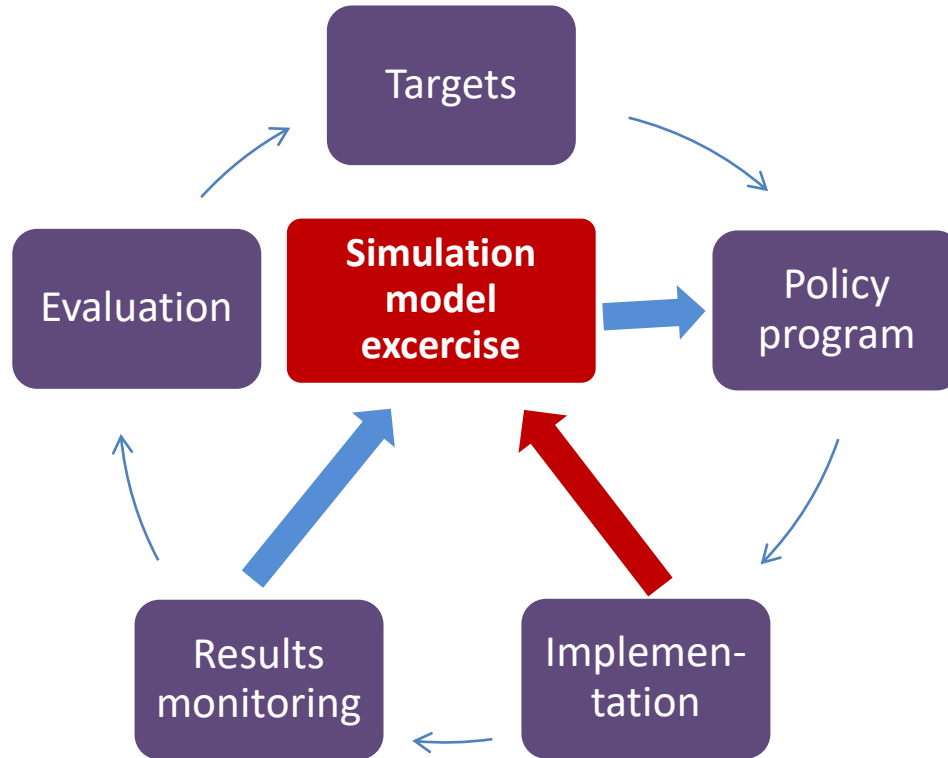 Targets
Simulation
model
excercise
Evaluation
Policy
program
Results
monitoring
Implemen-
tation